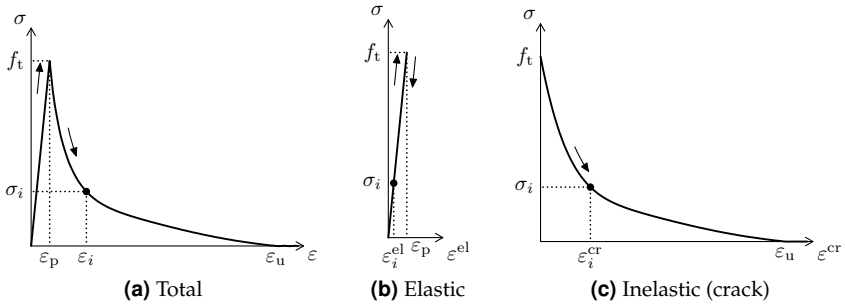 σ
f_t
σ_i
ε_p
ε_i
ε_u
ε
(a) Total
σ
f_t
σ_i
ε_i^el
ε_p
ε^el
(b) Elastic
σ
f_t
σ_i
ε_i^cr
ε_u
ε^cr
(c) Inelastic (crack)